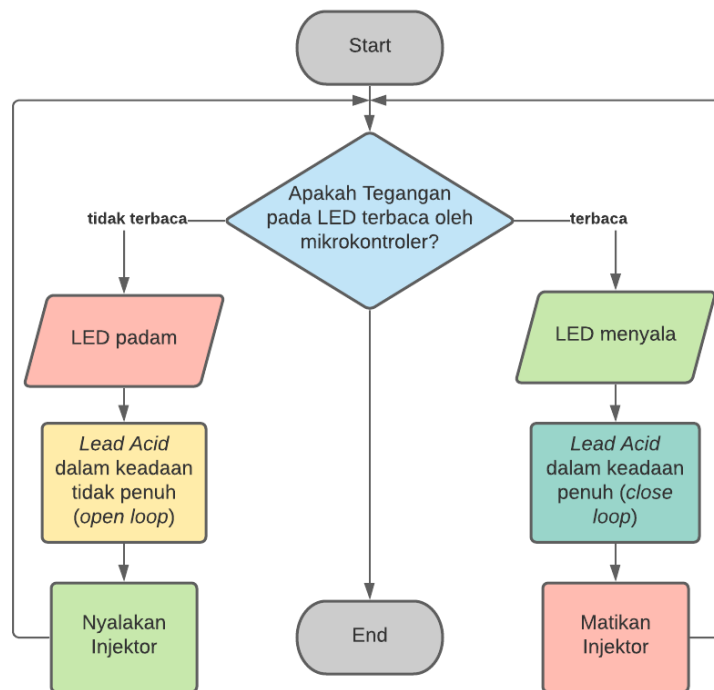 Start
Apakah Tegangan
pada LED terbaca oleh
mikrokontroler?
tidak terbaca
terbaca
LED padam
LED menyala
Lead Acid
dalam keadaan
tidak penuh
(open loop)
Lead Acid
dalam keadaan
penuh (close
loop)
Nyalakan
Injektor
End
Matikan
Injektor